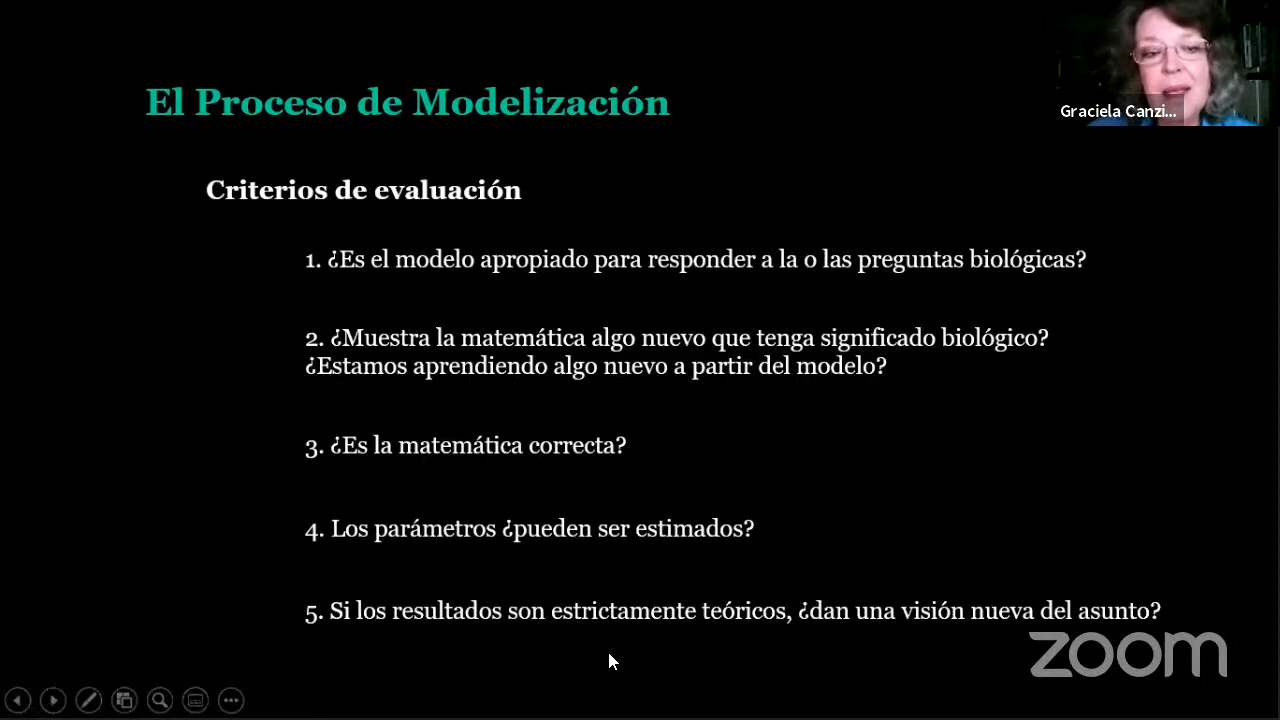 El Proceso de Modelización
Graciela Canzi...
Criterios de evaluación
1. ¿Es el modelo apropiado para responder a la o las preguntas biológicas?
2. ¿Muestra la matemática algo nuevo que tenga significado biológico?
¿Estamos aprendiendo algo nuevo a partir del modelo?
3. ¿Es la matemática correcta?
4. Los parámetros ¿pueden ser estimados?
5. Si los resultados son estrictamente teóricos, ¿dan una visión nueva del asunto?
zoom